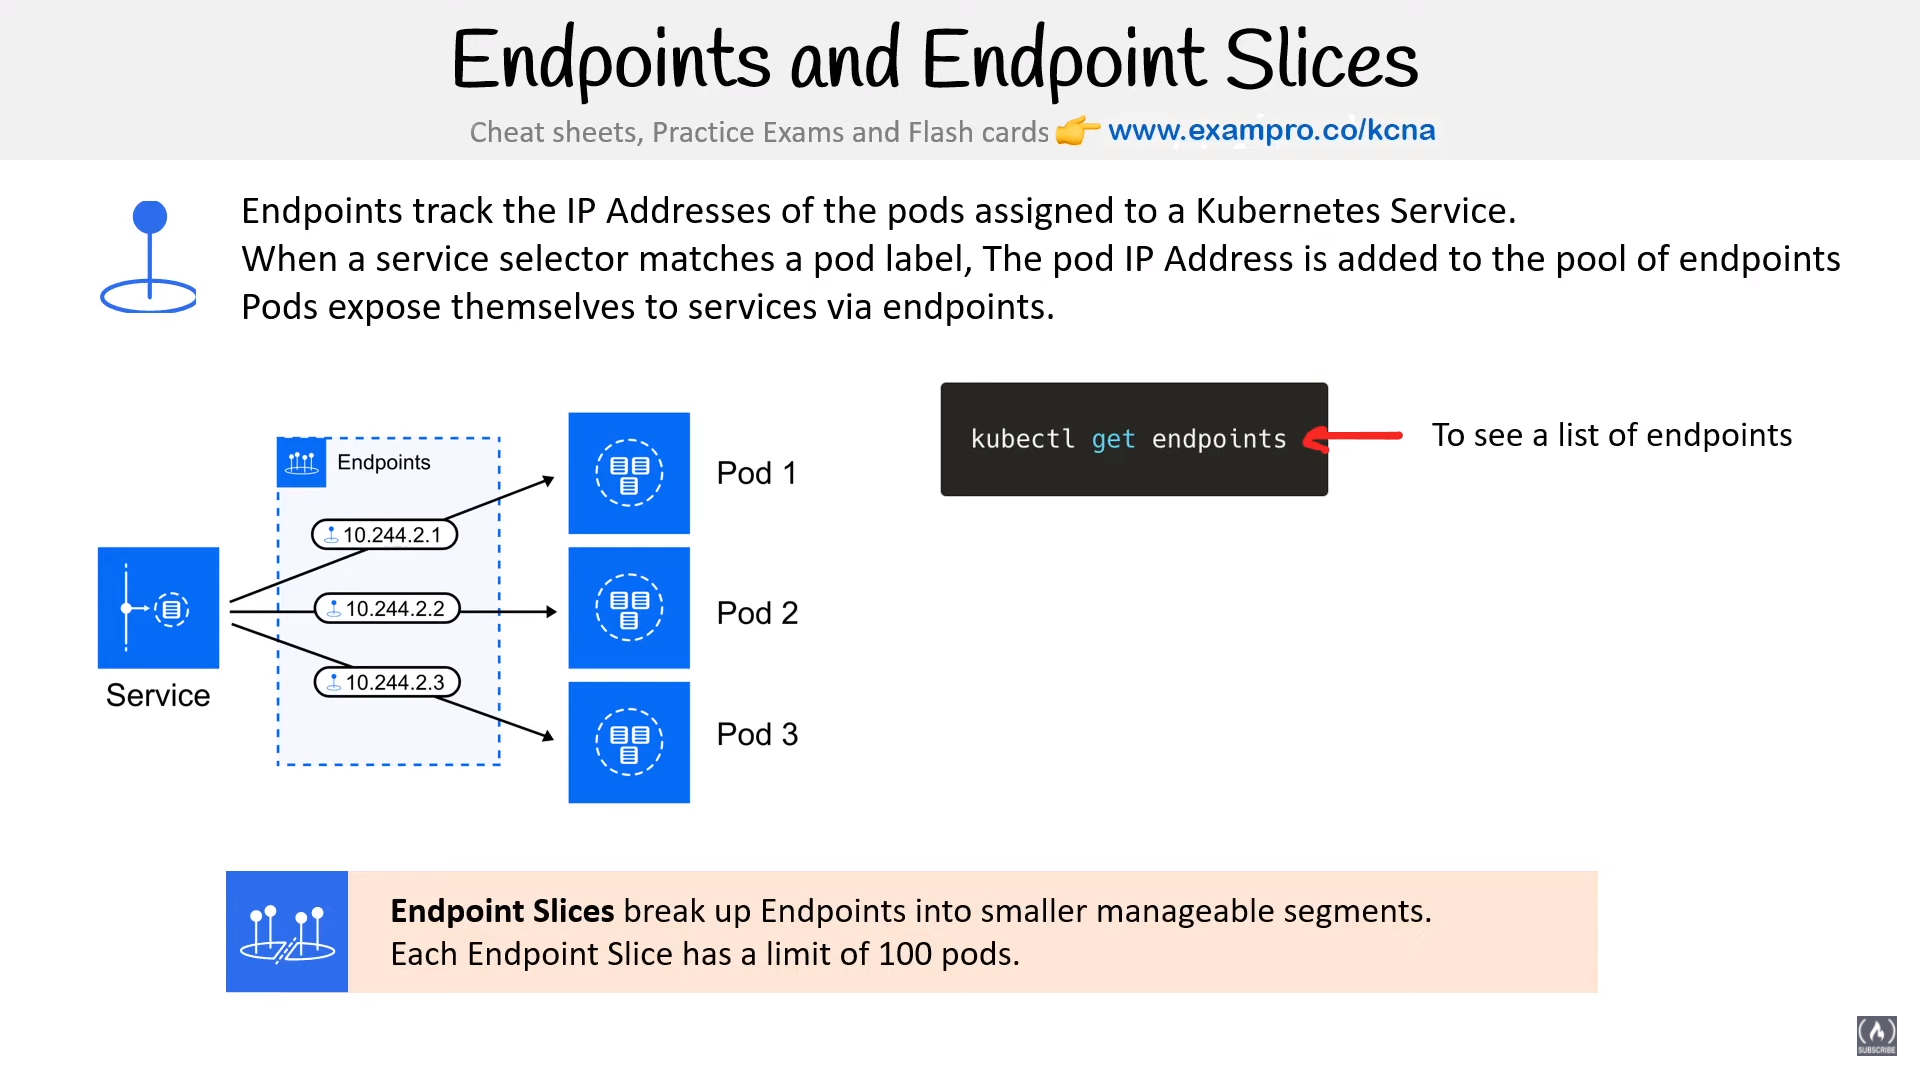 Endpoints and Endpoint Slices
Cheat sheets, Practice Exams and Flash cards 👉 www.exampro.co/kcna
Endpoints track the IP Addresses of the pods assigned to a Kubernetes Service.
When a service selector matches a pod label, The pod IP Address is added to the pool of endpoints
Pods expose themselves to services via endpoints.
kubectl get endpoints
To see a list of endpoints
Endpoints
10.244.2.1
10.244.2.2
10.244.2.3
Service
Pod 1
Pod 2
Pod 3
Endpoint Slices break up Endpoints into smaller manageable segments.
Each Endpoint Slice has a limit of 100 pods.
SUBSCRIBE